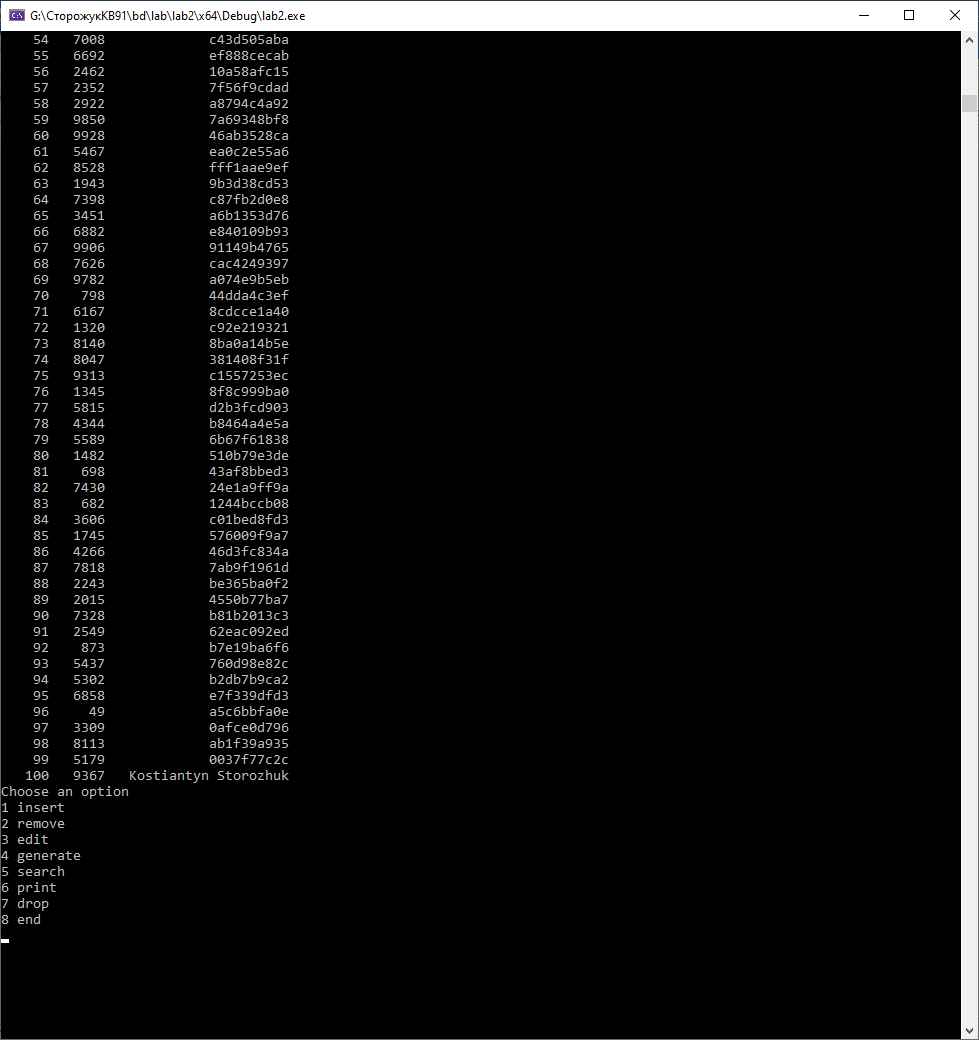 G:\СторожукКВ91\bd\lab\lab2\x64\Debug\lab2.exe
54 7008 c43d505aba
55 6692 ef888cecab
56 2462 10a58afc15
57 2352 7f56f9cdad
58 2922 a8794c4a92
59 9850 7a69348bf8
60 9928 46ab3528ca
61 5467 ea0c2e55a6
62 8528 fff1aae9ef
63 1943 9b3d38cd53
64 7398 c87fb2d0e8
65 3451 a6b1353d76
66 6882 e840109b93
67 9906 91149b4765
68 7626 cac4249397
69 9782 a074e9b5eb
70 798 44dda4c3ef
71 6167 8cdcce1a40
72 1320 c92e219321
73 8140 8ba0a14b5e
74 8047 381408f31f
75 9313 c1557253ec
76 1345 8f8c999ba0
77 5815 d2b3fcd903
78 4344 b8464a4e5a
79 5589 6b67f61838
80 1482 510b79e3de
81 698 43af8bbed3
82 7430 24e1a9ff9a
83 682 1244bccb08
84 3606 c01bed8fd3
85 1745 576009f9a7
86 4266 46d3fc834a
87 7818 7ab9f1961d
88 2243 be365ba0f2
89 2015 4550b77ba7
90 7328 b81b2013c3
91 2549 62eac092ed
92 873 b7e19ba6f6
93 5437 760d98e82c
94 5302 b2db7b9ca2
95 6858 e7f339dfd3
96 49 a5c6bbfa0e
97 3309 0afce0d796
98 8113 ab1f39a935
99 5179 0037f77c2c
100 9367 Kostiantyn Storozhuk
Choose an option
1 insert
2 remove
3 edit
4 generate
5 search
6 print
7 drop
8 end